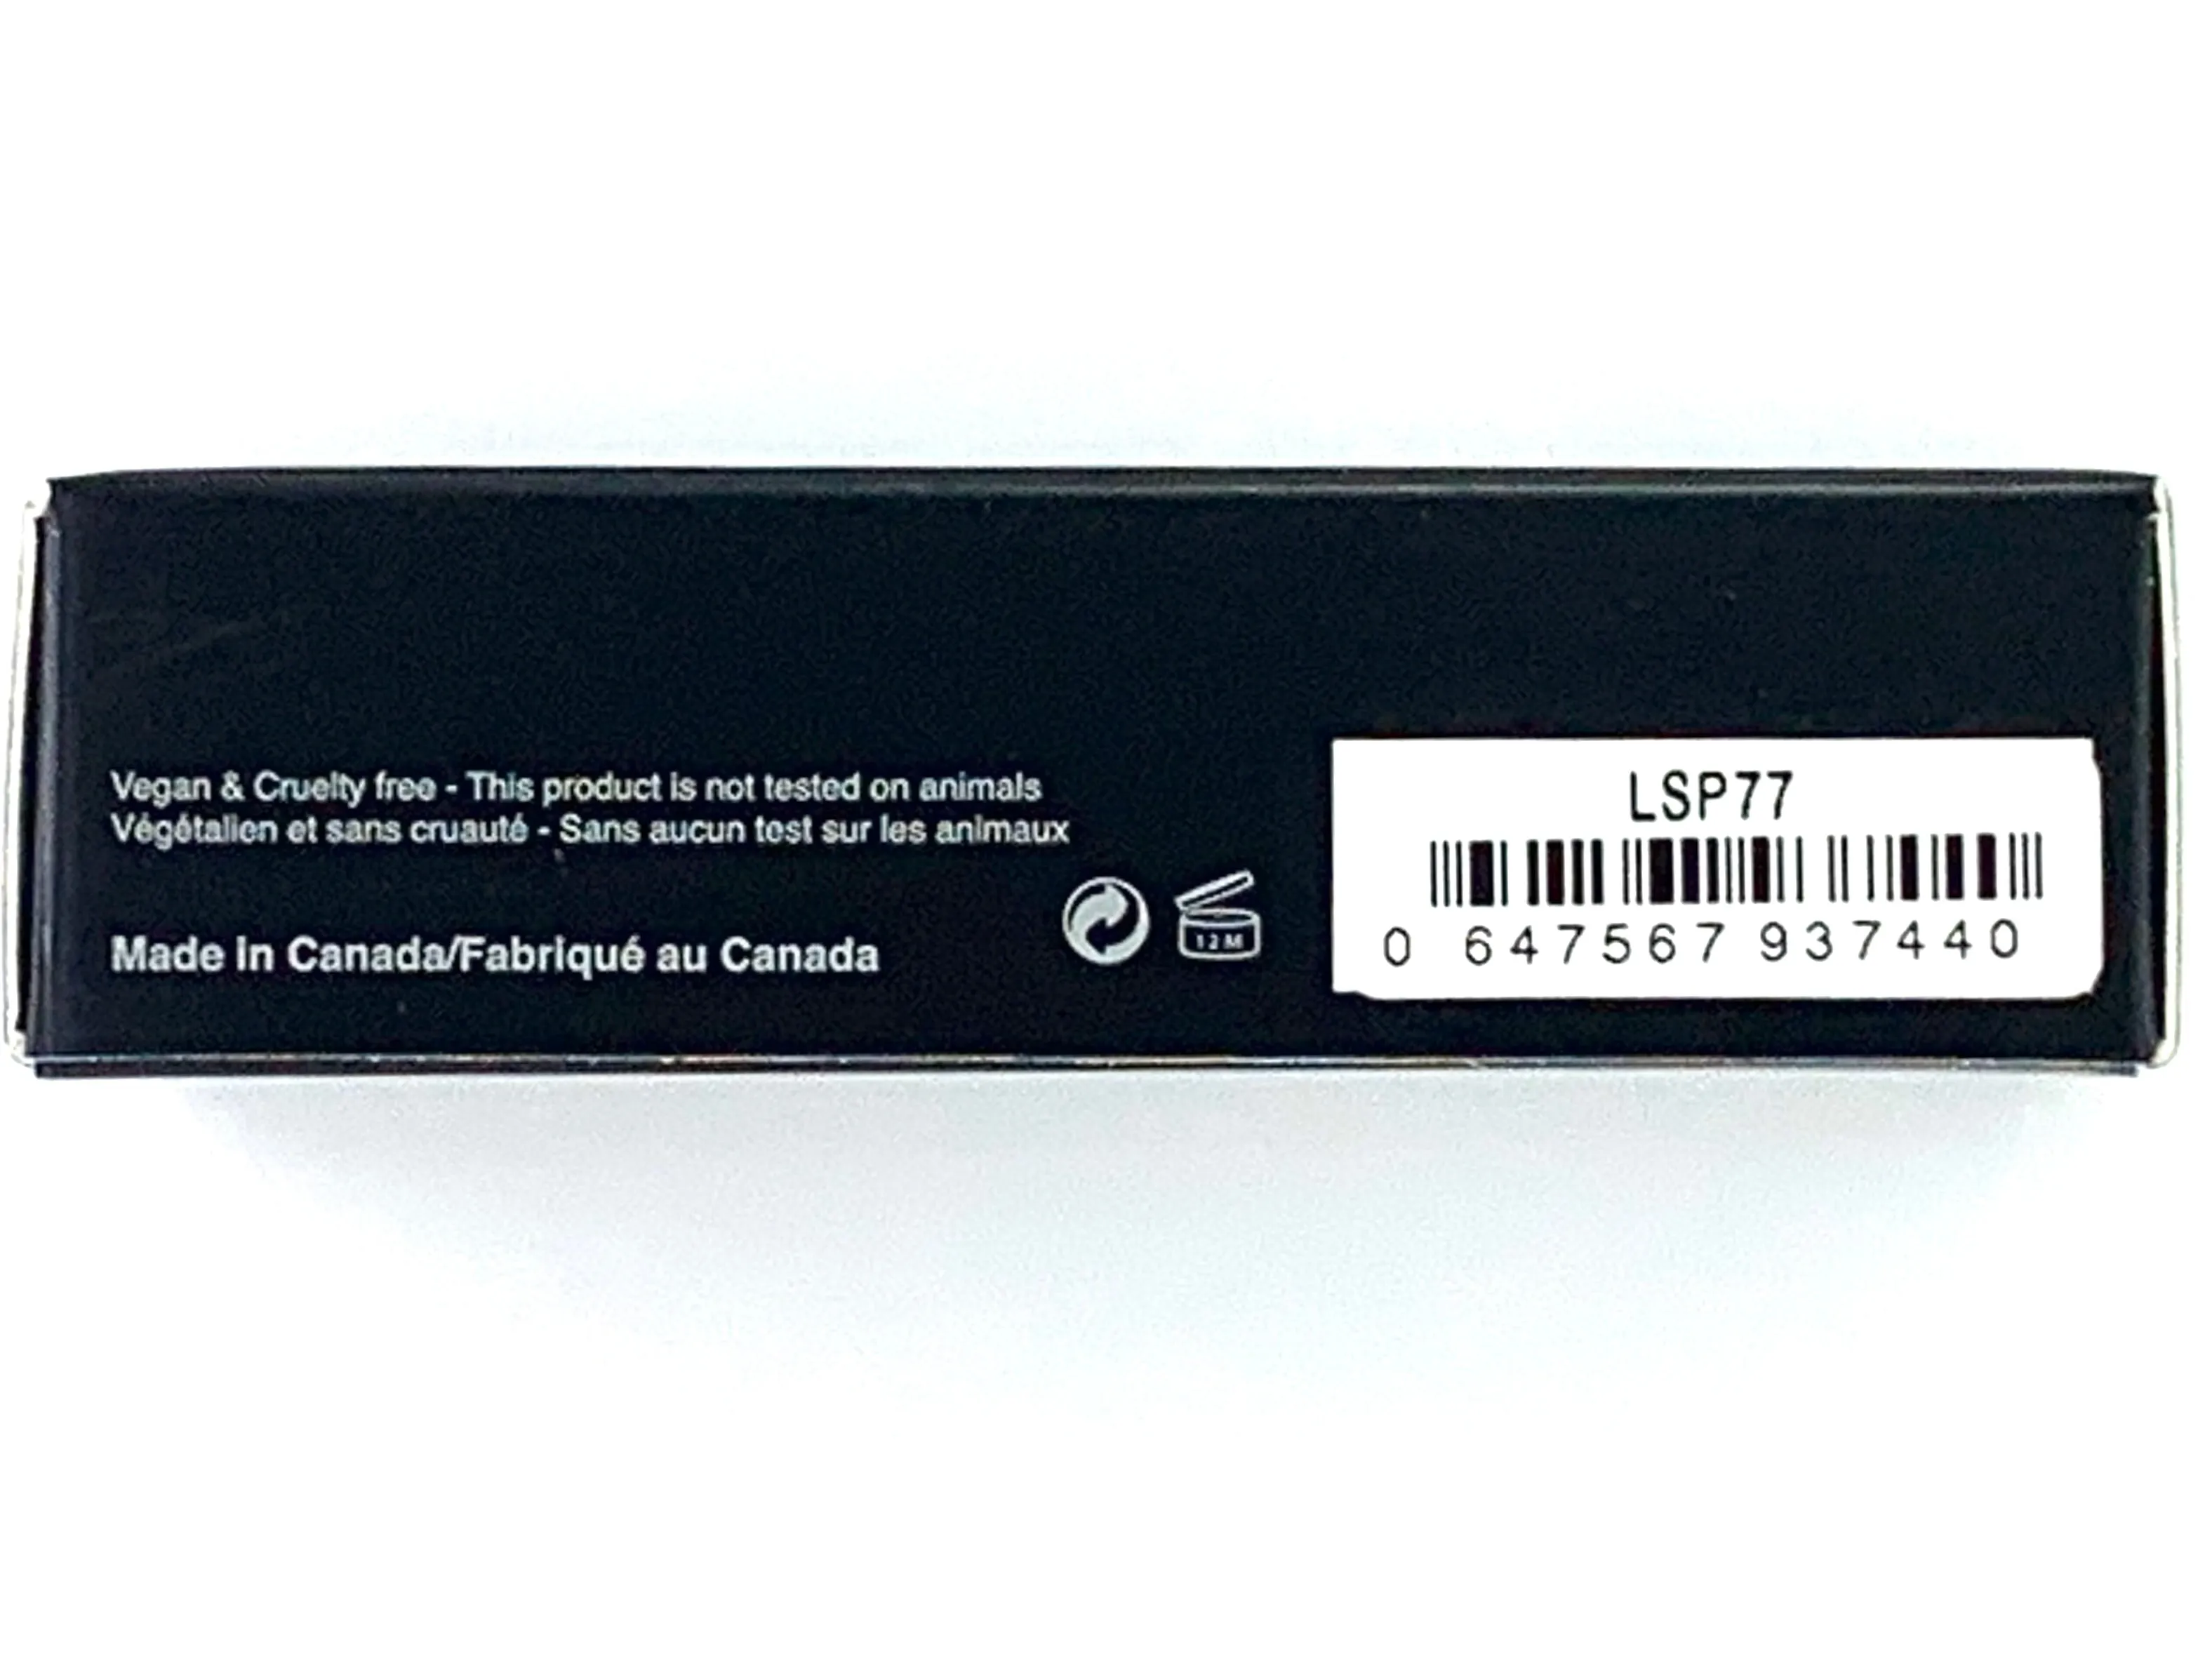 Vegan & Cruelty free - This product is not tested on animals
Végétalien et sans cruauté - Sans aucun test sur les animaux
Made in Canada/Fabriqué au Canada
12M
LSP77
0 647567 937440